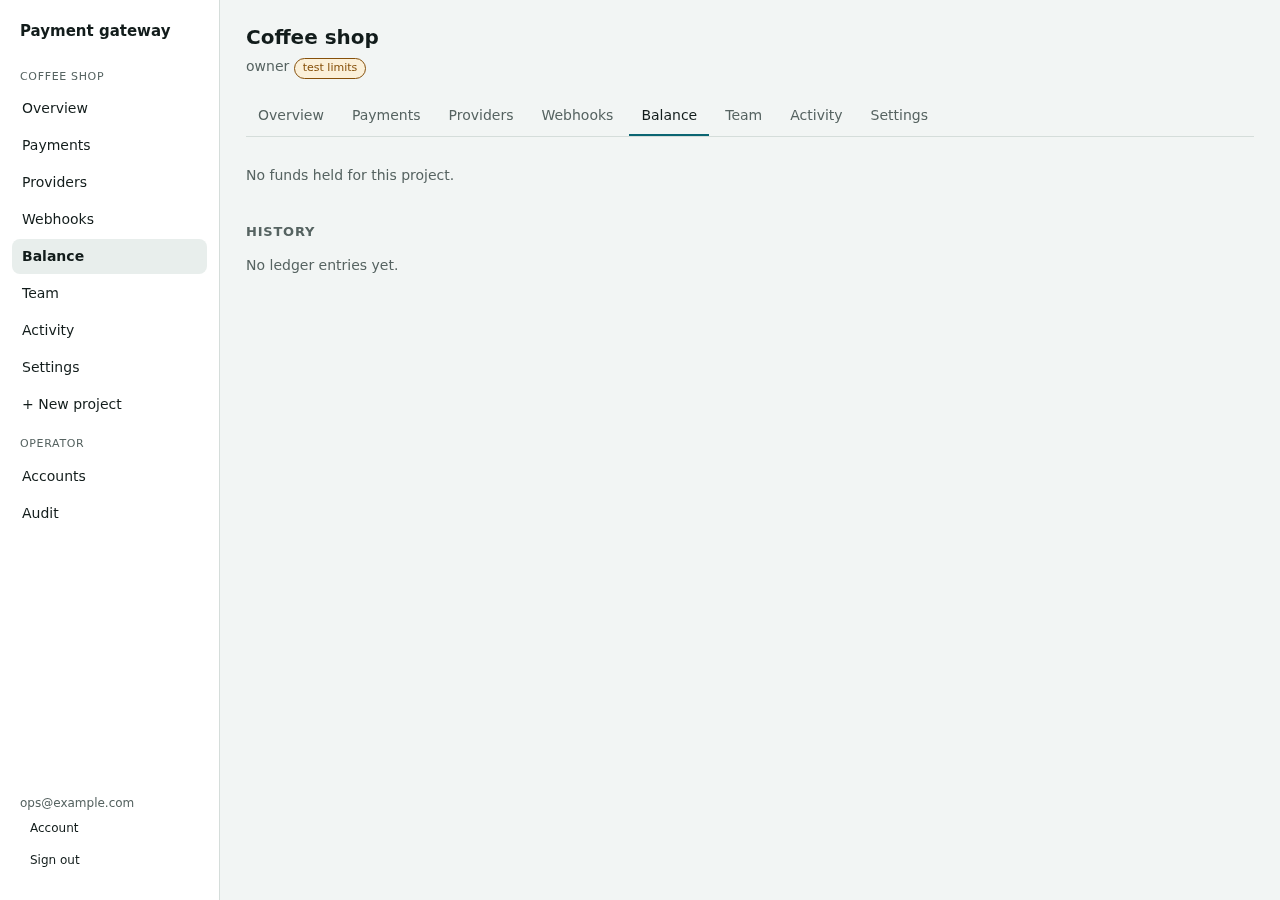 Payment gateway
COFFEE SHOP
Overview
Payments
Providers
Webhooks
Balance
Team
Activity
Settings
+ New project
OPERATOR
Accounts
Audit
ops@example.com
Account
Sign out
Coffee shop
owner test limits
Overview Payments Providers Webhooks Balance Team Activity Settings
No funds held for this project.
HISTORY
No ledger entries yet.